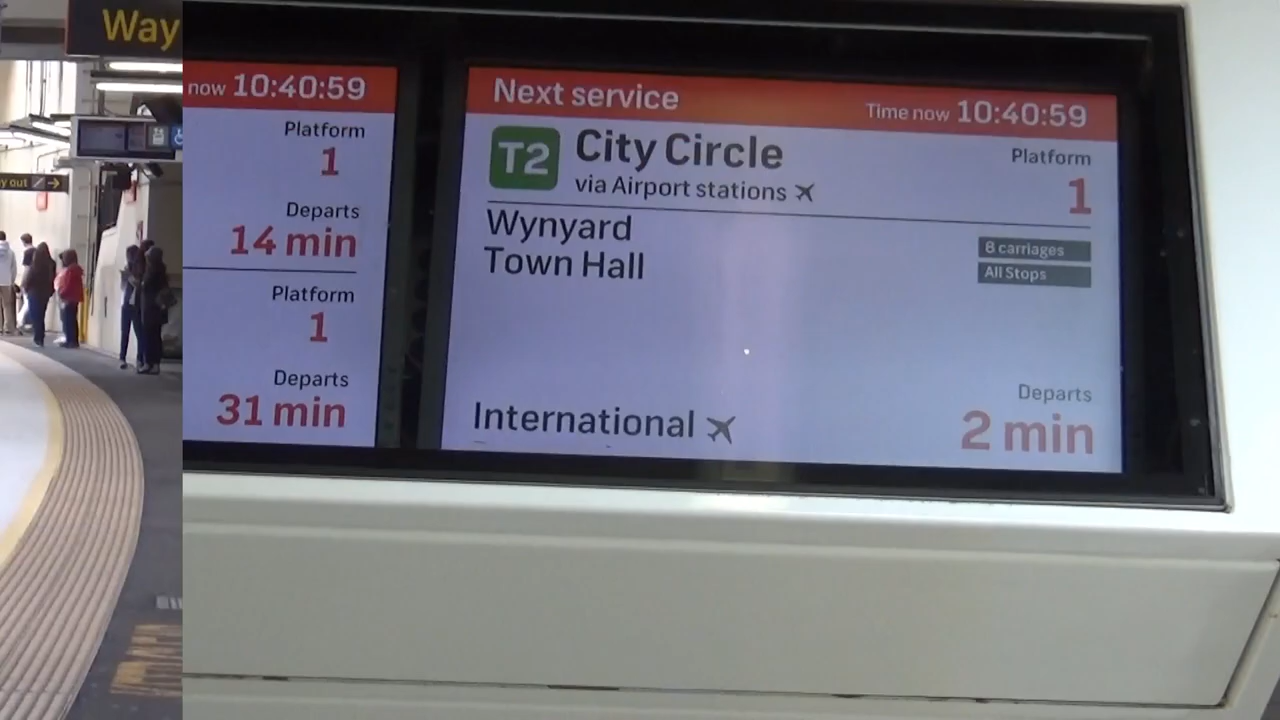 Way
y out
now 10:40:59
Platform
1
Departs
14 min
Platform
1
Departs
31 min
Next service
Time now 10:40:59
T2 City Circle
via Airport stations
Platform
1
Wynyard
Town Hall
8 carriages
All Stops
International
Departs
2 min